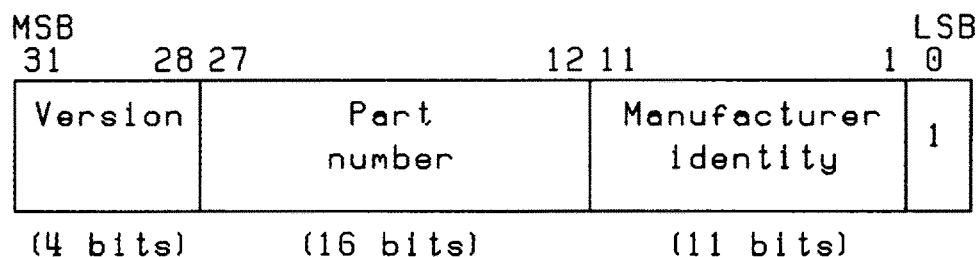 MSB LSB
31 28 27 12 11 1 0
Version Part Manufacturer 1
number identity
(4 bits) (16 bits) (11 bits)